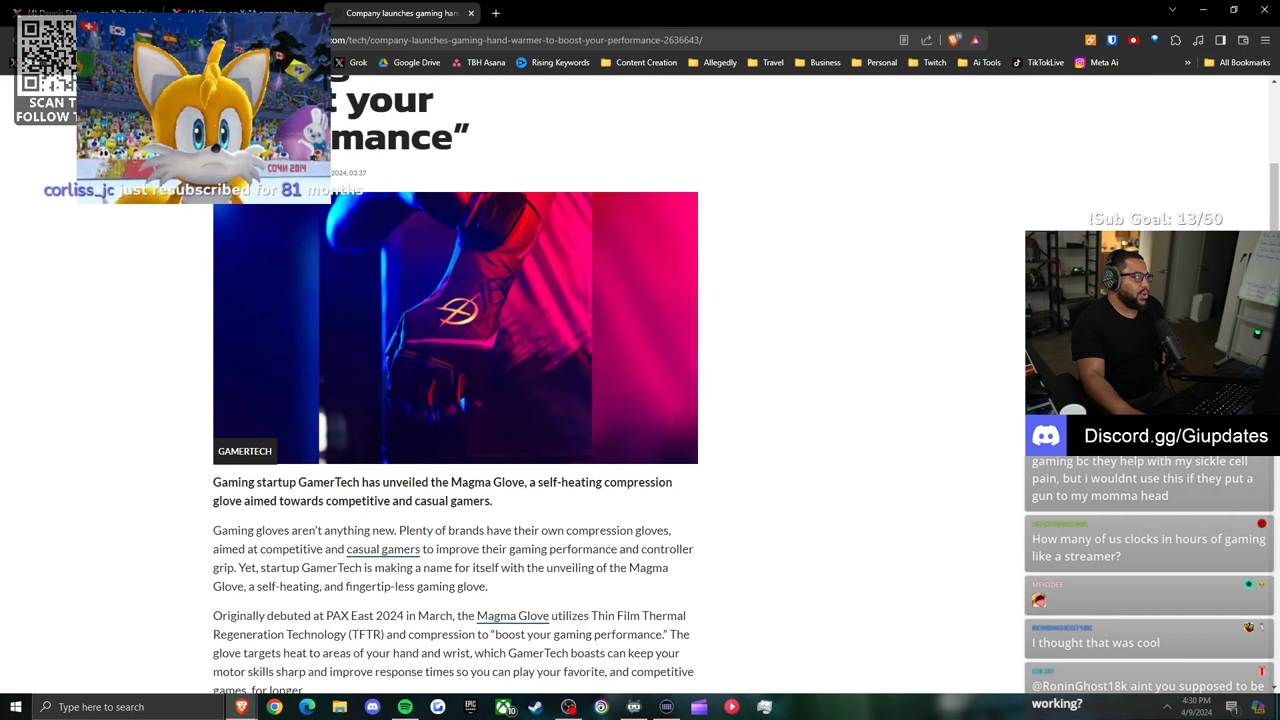 Company launches gaming han
.com/tech/company-launches-gaming-hand-warmer-to-boost-your-performance-2636643/
Grok
Google Drive
TBH Asana
Rising Keywords
Content Creation
Allegedly
Travel
Business
Personal
Twitch
Ai Tools
TikTokLIVE
Meta Ai
All Bookmarks
SCAN T
FOLLOW T
СОЧИ 2014
corliss_jc just resubscribed for 81 months
your
mance”
2024, 03:37
GAMERTECH
Gaming startup GamerTech has unveiled the Magma Glove, a self-heating compression
glove aimed towards competitive and casual gamers.
Gaming gloves aren’t anything new. Plenty of brands have their own compression gloves,
aimed at competitive and casual gamers to improve their gaming performance and controller
grip. Yet, startup GamerTech is making a name for itself with the unveiling of the Magma
Glove, a self-heating, and fingertip-less gaming glove.
Originally debuted at PAX East 2024 in March, the Magma Glove utilizes Thin Film Thermal
Regeneration Technology (TFTR) and compression to “boost your gaming performance.” The
glove targets heat to areas of your hand and wrist, which GamerTech boasts can keep your
motor skills sharp and improve response times so you can play your favorite, and competitive
games, for longer.
!Sub Goal: 13/50
Discord.gg/Giupdates
gaming bc they help with my sickle cell
pain, but i wouldnt use this if they put a
gun to my momma head
How many of us clocks in hours of gaming
like a streamer?
MEIDDEE
RONINGHOST18K
I thought that was cool
@RoninGhost18k aint you supposed to be
working?
Type here to search
4:30 PM
4/9/2024